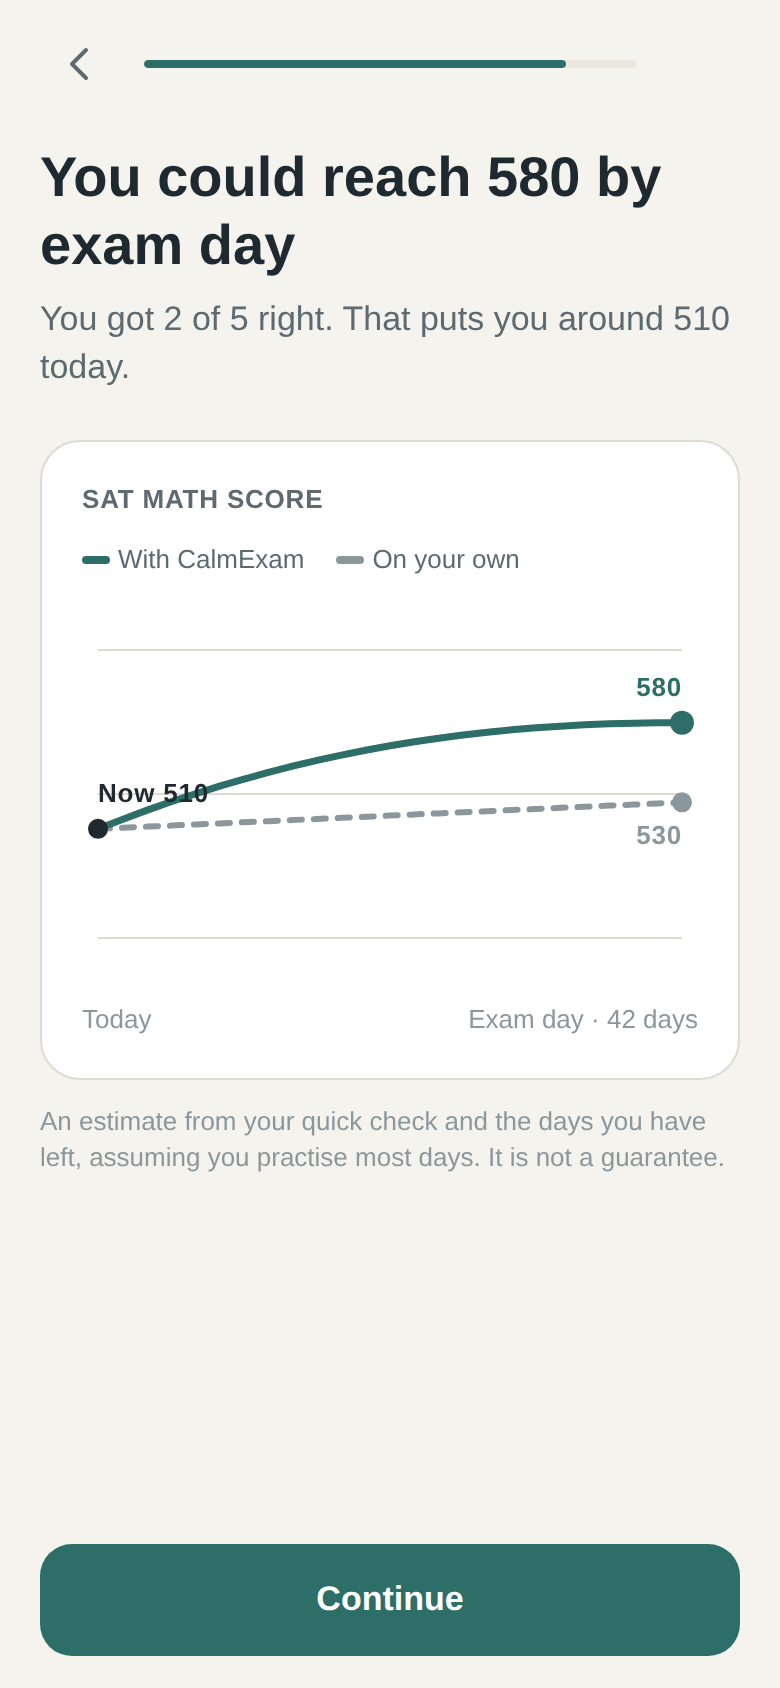 You could reach 580 by
exam day
You got 2 of 5 right. That puts you around 510
today.
SAT MATH SCORE
With CalmExam
On your own
580
Now 510
530
Today
Exam day · 42 days
An estimate from your quick check and the days you have
left, assuming you practise most days. It is not a guarantee.
Continue